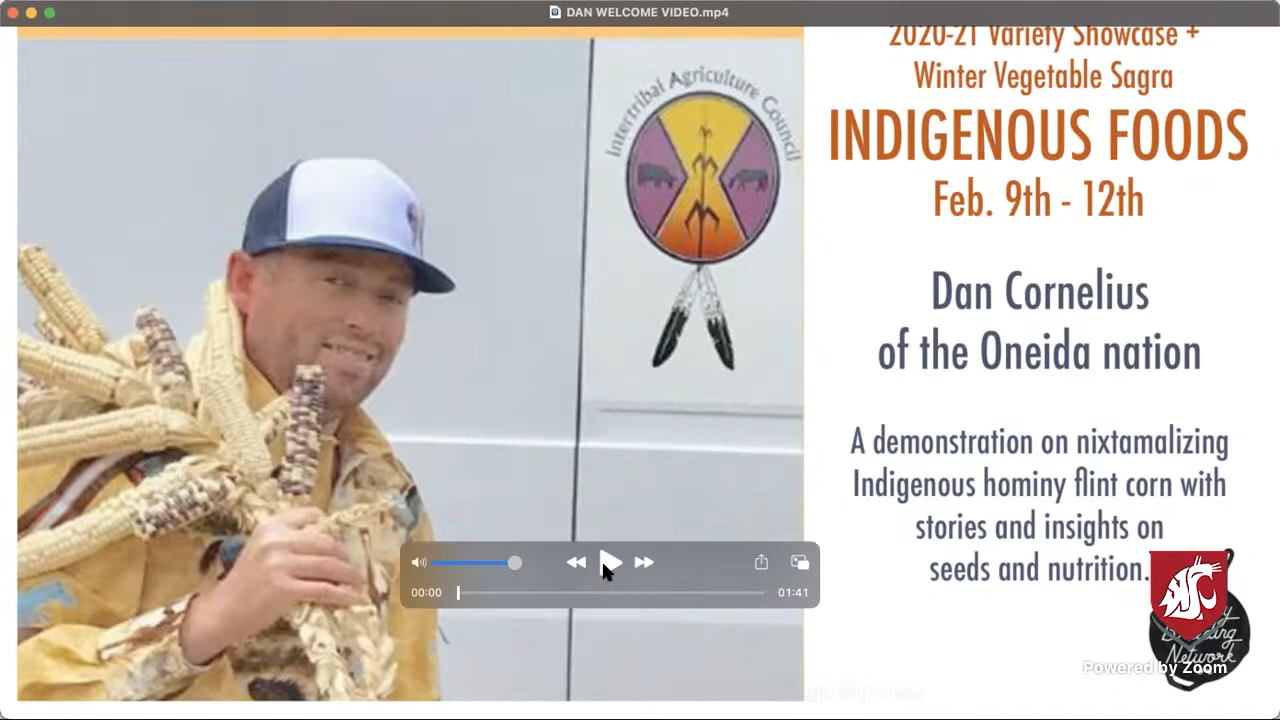 DAN WELCOME VIDEO.mp4
2020-21 Variety Showcase +
Winter Vegetable Sagra
INDIGENOUS FOODS
Feb. 9th - 12th
Dan Cornelius
of the Oneida nation
A demonstration on nixtamalizing
Indigenous hominy flint corn with
stories and insights on
seeds and nutrition.
Intertribal Agriculture Council
00:00
01:41
Network
Powered by Zoom